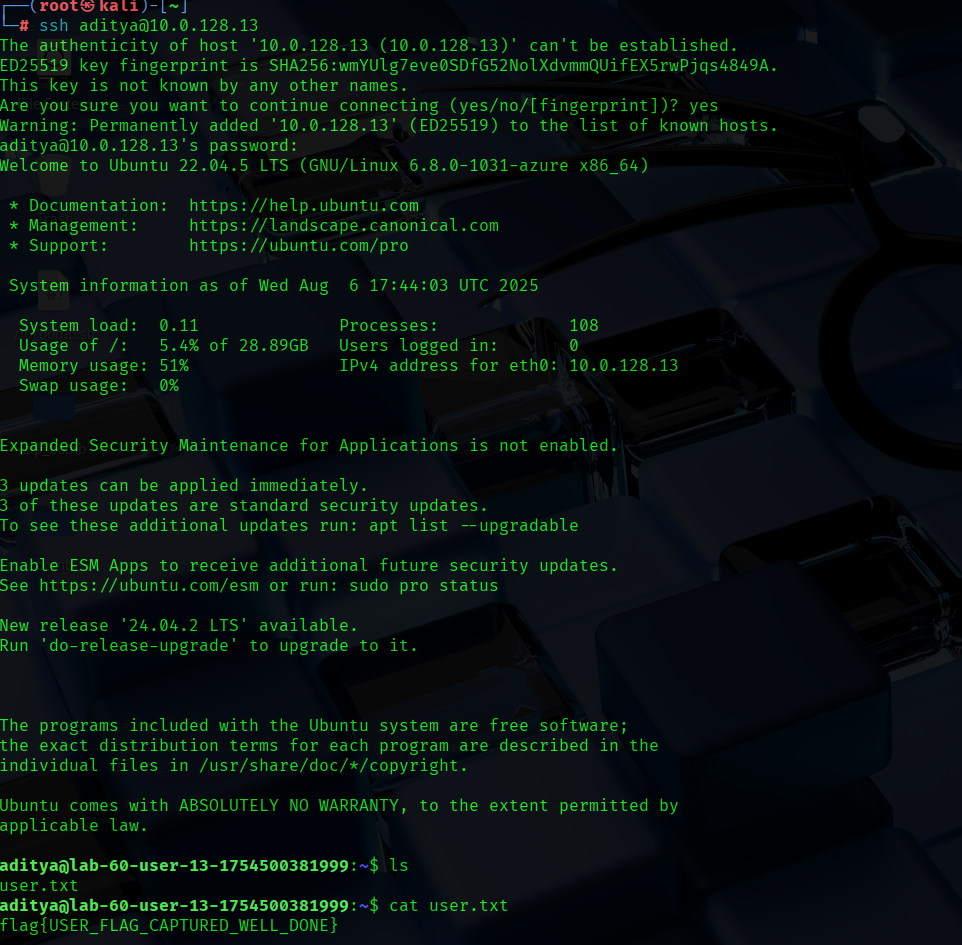 ┌──(root㉿kali)-[~]
└─# ssh aditya@10.0.128.13
The authenticity of host '10.0.128.13 (10.0.128.13)' can't be established.
ED25519 key fingerprint is SHA256:wmYUlg7eve0SDfG52NolXdvmmQUifEX5rwPjqs4849A.
This key is not known by any other names.
Are you sure you want to continue connecting (yes/no/[fingerprint])? yes
Warning: Permanently added '10.0.128.13' (ED25519) to the list of known hosts.
aditya@10.0.128.13's password:
Welcome to Ubuntu 22.04.5 LTS (GNU/Linux 6.8.0-1031-azure x86_64)
* Documentation:  https://help.ubuntu.com
* Management:     https://landscape.canonical.com
* Support:        https://ubuntu.com/pro
System information as of Wed Aug  6 17:44:03 UTC 2025
System load:  0.11              Processes:             108
Usage of /:   5.4% of 28.89GB   Users logged in:       0
Memory usage: 51%               IPv4 address for eth0: 10.0.128.13
Swap usage:   0%
Expanded Security Maintenance for Applications is not enabled.
3 updates can be applied immediately.
3 of these updates are standard security updates.
To see these additional updates run: apt list --upgradable
Enable ESM Apps to receive additional future security updates.
See https://ubuntu.com/esm or run: sudo pro status
New release '24.04.2 LTS' available.
Run 'do-release-upgrade' to upgrade to it.
The programs included with the Ubuntu system are free software;
the exact distribution terms for each program are described in the
individual files in /usr/share/doc/*/copyright.
Ubuntu comes with ABSOLUTELY NO WARRANTY, to the extent permitted by
applicable law.
aditya@lab-60-user-13-1754500381999:~$ ls
user.txt
aditya@lab-60-user-13-1754500381999:~$ cat user.txt
flag{USER_FLAG_CAPTURED_WELL_DONE}